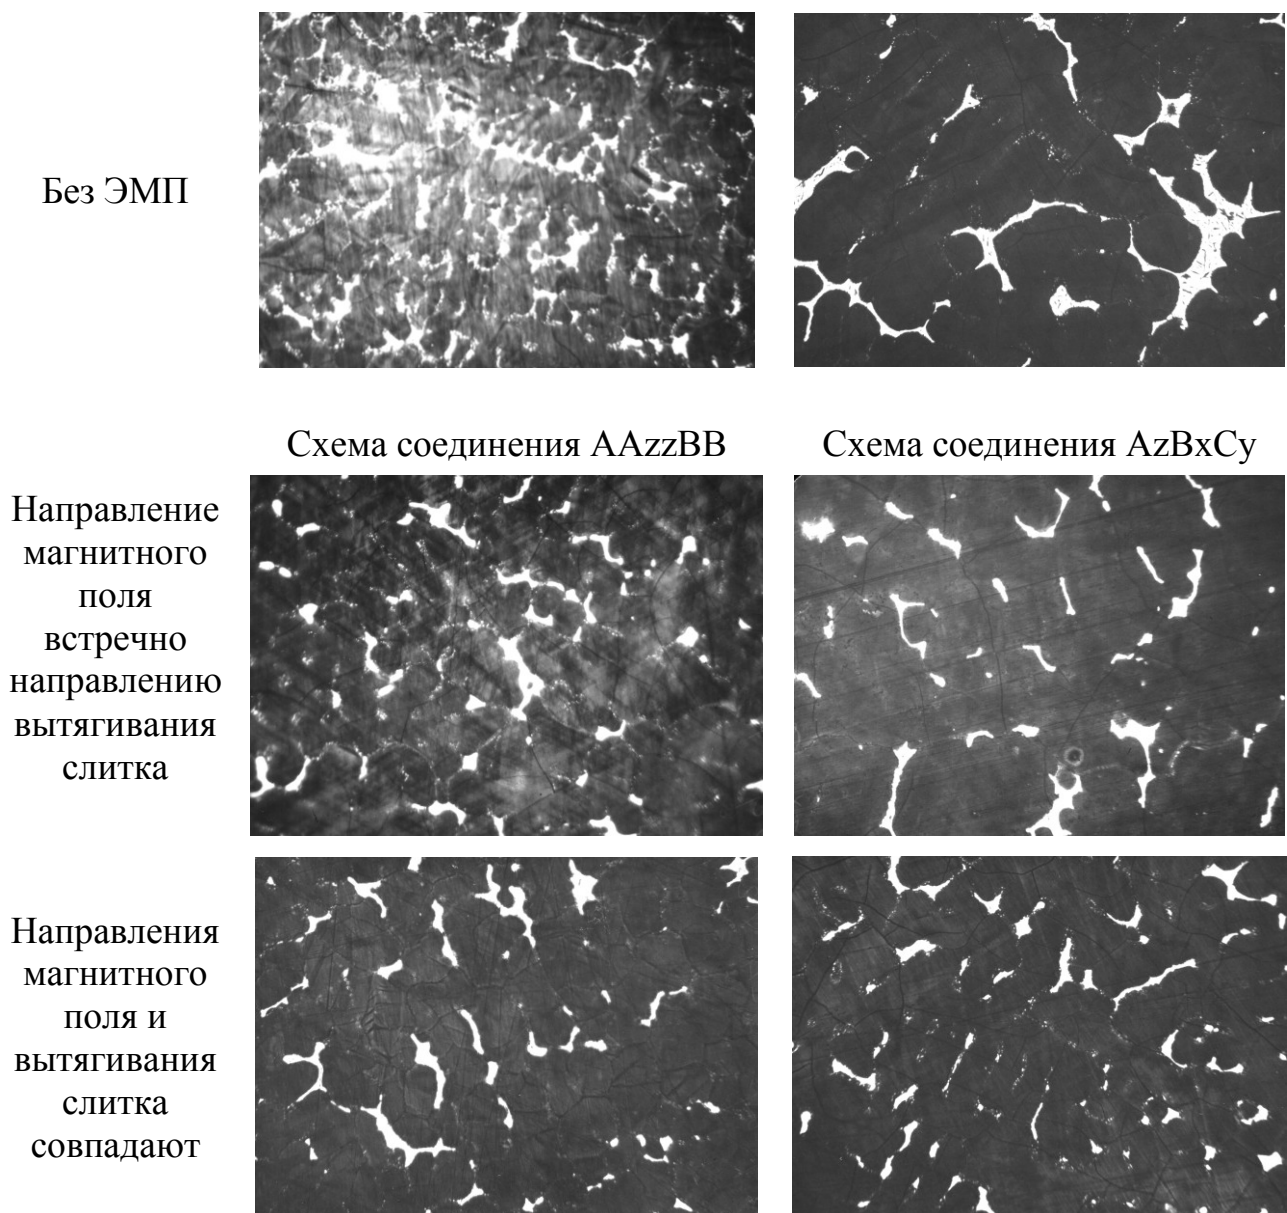 Без ЭМП
Схема соединения AAzzBB
Схема соединения AzBxCy
Направление
магнитного
поля
встречно
направлению
вытягивания
слитка
Направления
магнитного
поля и
вытягивания
слитка
совпадают